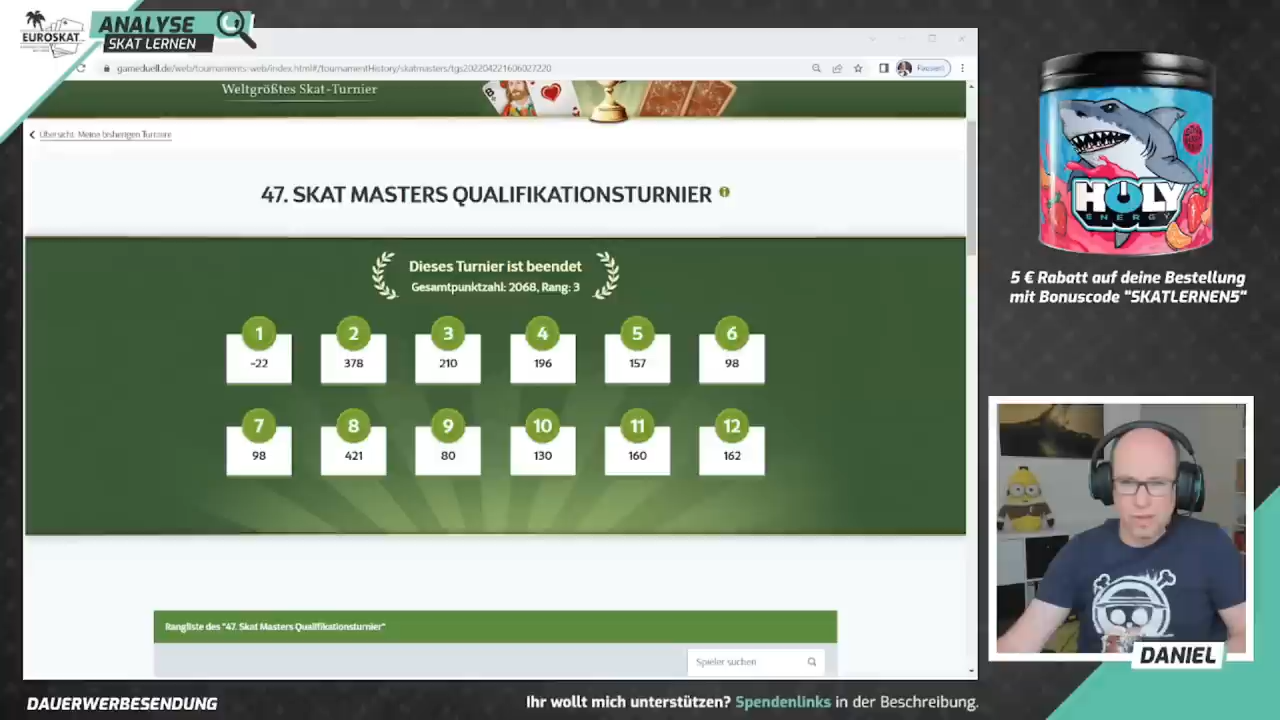 EUROSKAT
ANALYSE
SKAT LERNEN
gameduell.de/web/tournaments-web/index.html#/tournamentHistory/skatmasters/tgs202204221606027220
Pausiert
Weltgrößtes Skat-Turnier
Übersicht: Meine bisherigen Turniere
47. SKAT MASTERS QUALIFIKATIONSTURNIER
Dieses Turnier ist beendet
Gesamtpunktzahl: 2068, Rang: 3
1 2 3 4 5 6
-22 378 210 196 157 98
7 8 9 10 11 12
98 421 80 130 160 162
Rangliste des "47. Skat Masters Qualifikationsturnier"
Spieler suchen
HOLY
ENERGY
5 € Rabatt auf deine Bestellung
mit Bonuscode "SKATLERNEN5"
DANIEL
DAUERWERBESENDUNG
Ihr wollt mich unterstützen? Spendenlinks in der Beschreibung.